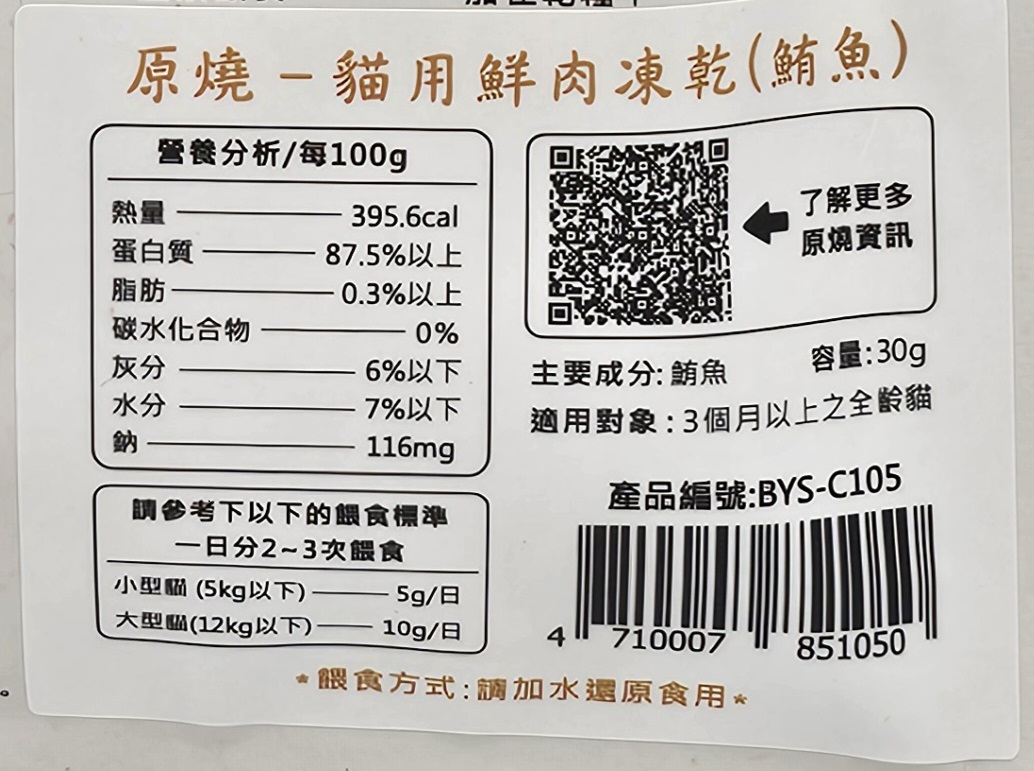 原燒－貓用鮮肉凍乾(鮪魚)
營養分析/每100g
熱量 395.6cal
蛋白質 87.5%以上
脂肪 0.3%以上
碳水化合物 0%
灰分 6%以下
水分 7%以下
鈉 116mg
請參考下以下的餵食標準
一日分2~3次餵食
小型貓 (5kg以下) 5g/日
大型貓(12kg以下) 10g/日
了解更多
原燒資訊
容量:30g
主要成分: 鮪魚
適用對象:3個月以上之全齡貓
產品編號:BYS-C105
4 710007 851050
*餵食方式:請加水還原食用*